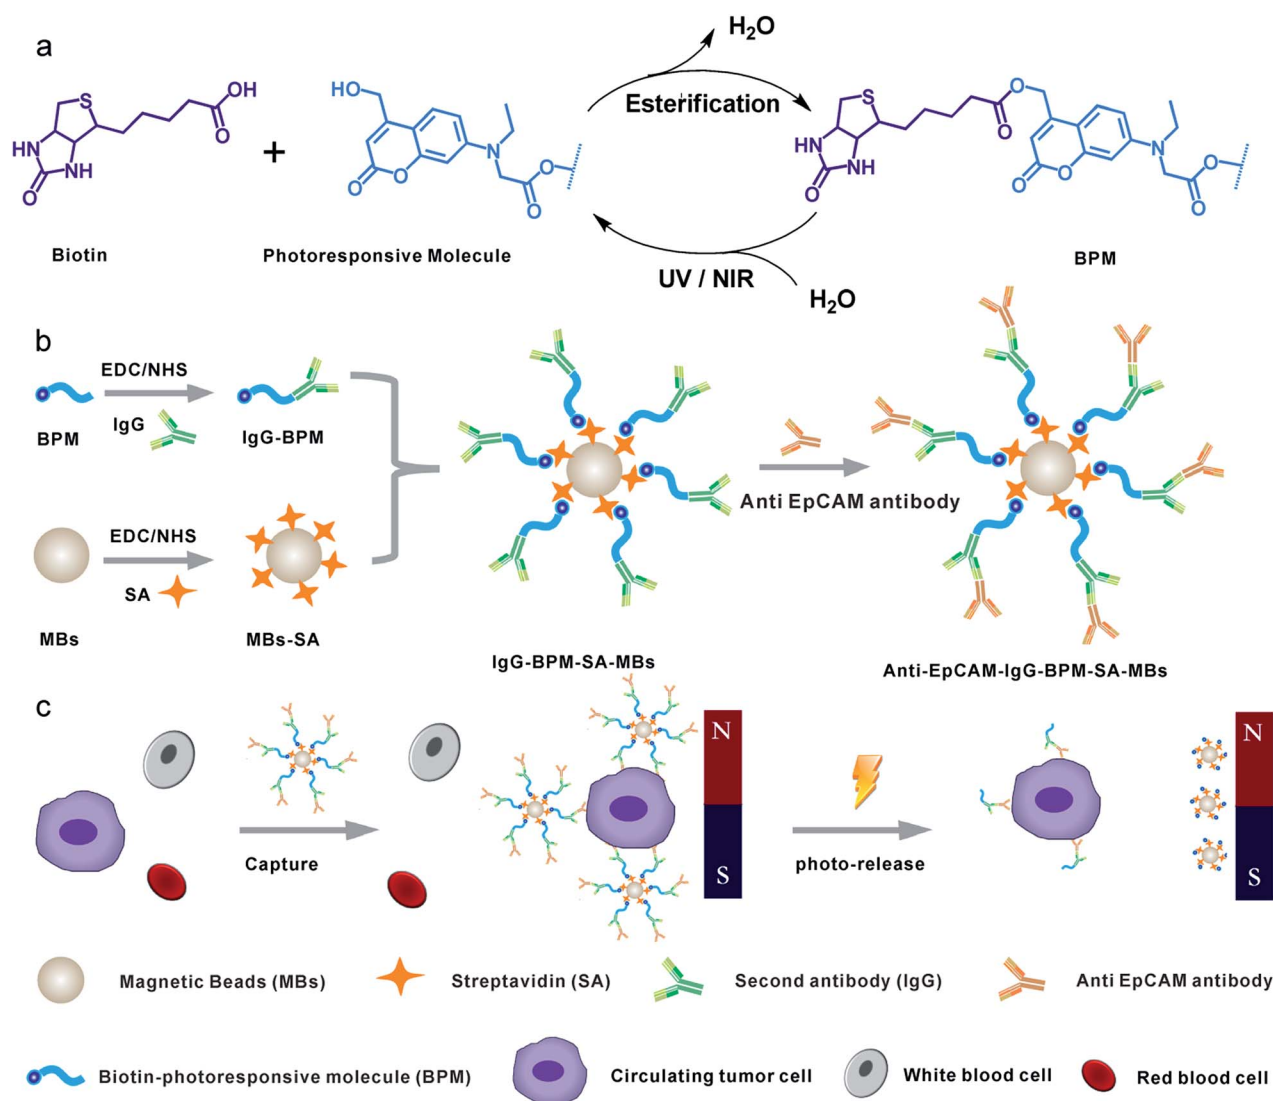 a
H₂O
Esterification
HO
S
OH
O
HN
NH
O
+
O
O
N
O
O
S
O
O
HN
NH
O
O
O
N
O
O
Biotin
Photoresponsive Molecule
UV / NIR
H₂O
BPM
b
EDC/NHS
BPM
IgG
IgG-BPM
Anti EpCAM antibody
EDC/NHS
SA
MBs
MBs-SA
IgG-BPM-SA-MBs
Anti-EpCAM-IgG-BPM-SA-MBs
c
N
S
Capture
photo-release
N
S
Magnetic Beads (MBs)
Streptavidin (SA)
Second antibody (IgG)
Anti EpCAM antibody
Biotin-photoresponsive molecule (BPM)
Circulating tumor cell
White blood cell
Red blood cell